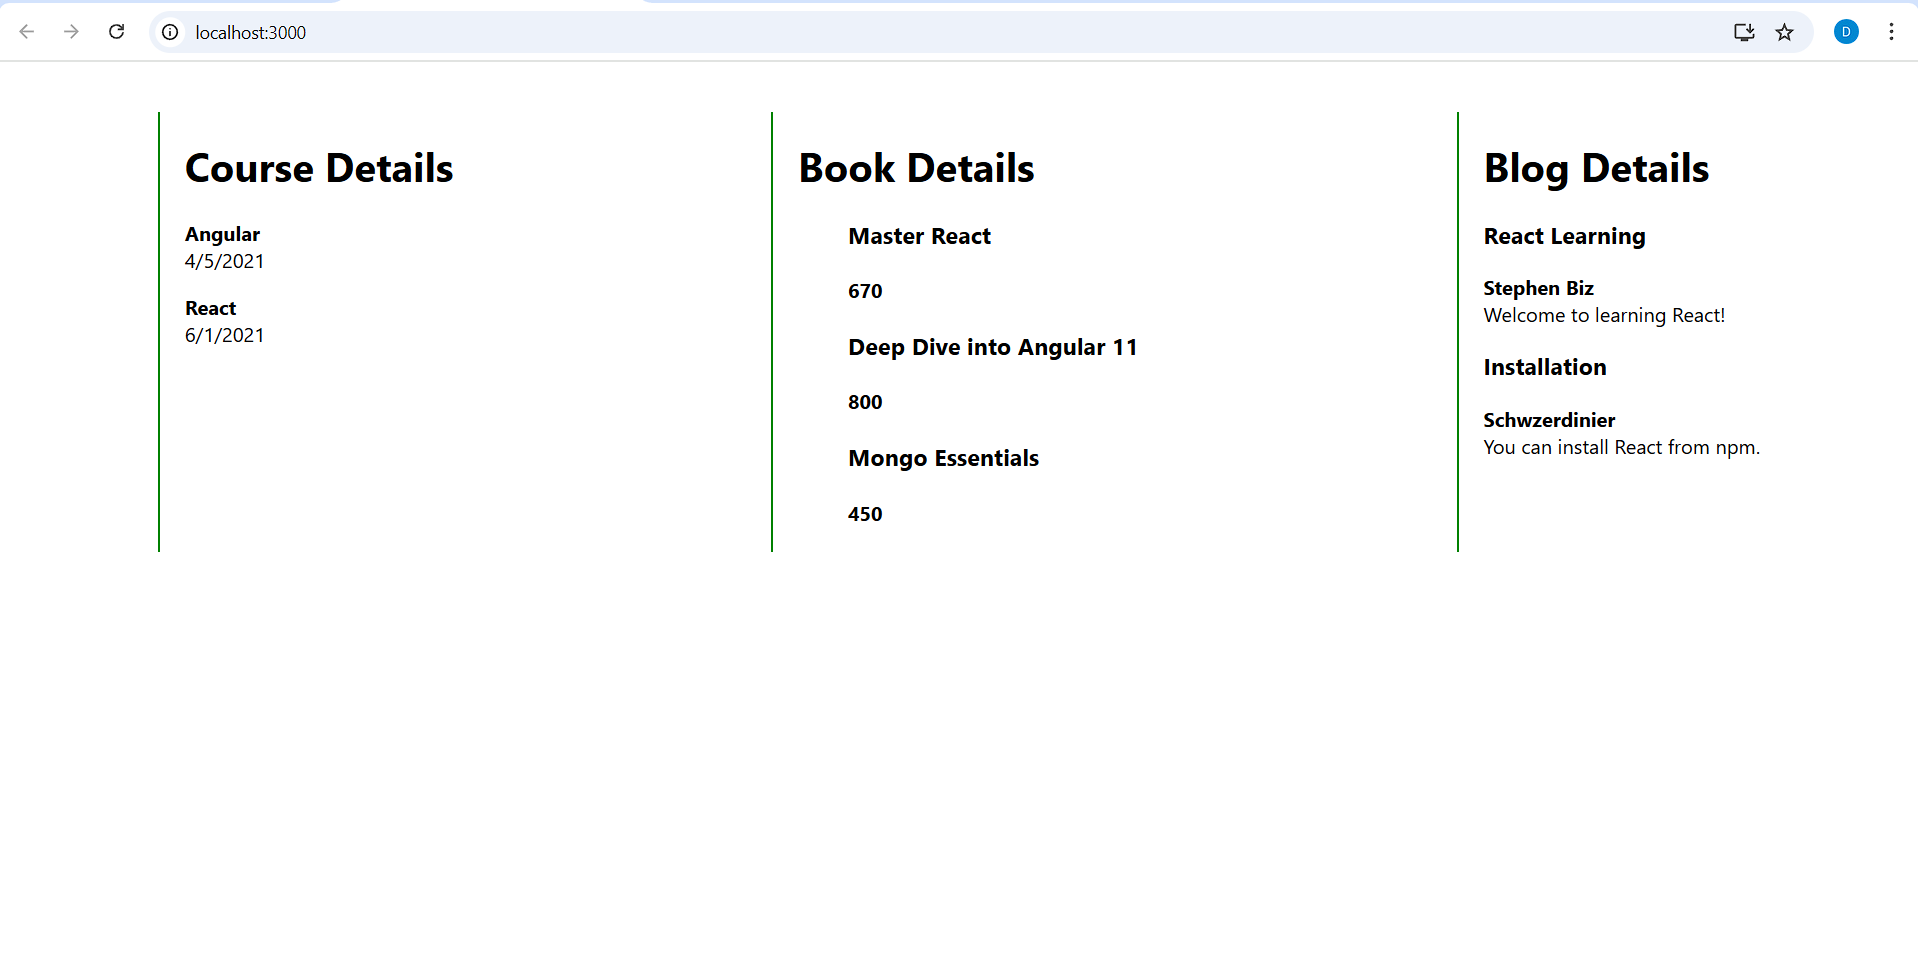 localhost:3000
D
Course Details
Angular
4/5/2021
React
6/1/2021
Book Details
Master React
670
Deep Dive into Angular 11
800
Mongo Essentials
450
Blog Details
React Learning
Stephen Biz
Welcome to learning React!
Installation
Schwzerdinier
You can install React from npm.